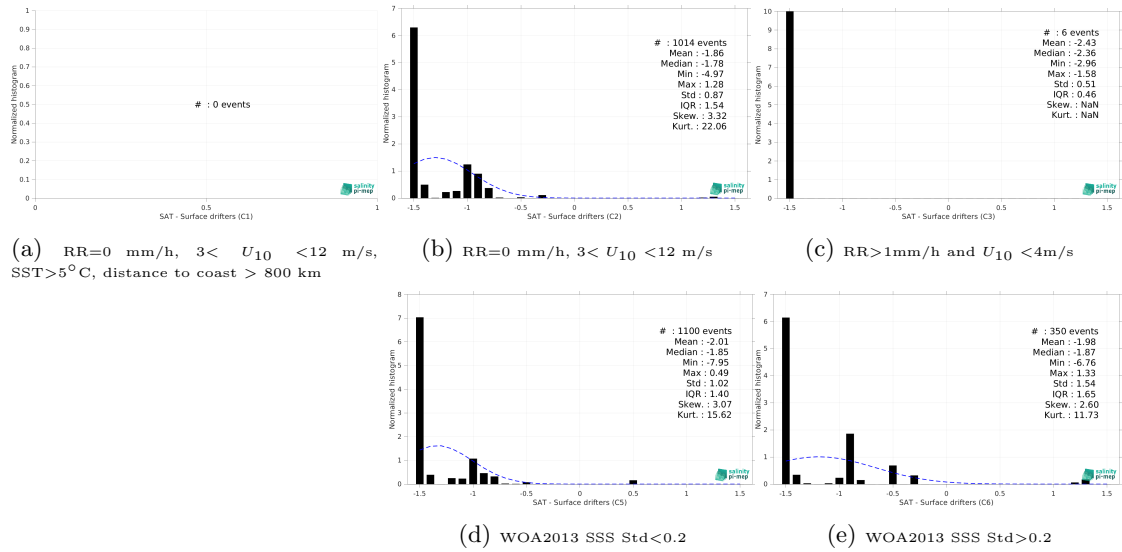 1
0.9
0.8
0.7
0.6
0.5
0.4
0.3
0.2
0.1
0
Normalized histogram
# : 0 events
salinity
pi-mep
0 0.5 1
SAT - Surface drifters (C1)
(a) RR=0 mm/h, 3< U10 <12 m/s,
SST>5°C, distance to coast > 800 km
7
6
5
4
3
2
1
0
Normalized histogram
# : 1014 events
Mean : -1.86
Median : -1.78
Min : -4.97
Max : 1.28
Std : 0.87
IQR : 1.54
Skew. : 3.32
Kurt. : 22.06
salinity
pi-mep
-1.5 -1 -0.5 0 0.5 1 1.5
SAT - Surface drifters (C2)
(b) RR=0 mm/h, 3< U10 <12 m/s
10
9
8
7
6
5
4
3
2
1
0
Normalized histogram
# : 6 events
Mean : -2.43
Median : -2.36
Min : -2.96
Max : -1.58
Std : 0.51
IQR : 0.46
Skew. : NaN
Kurt. : NaN
salinity
pi-mep
-1.5 -1 -0.5 0 0.5 1 1.5
SAT - Surface drifters (C3)
(c) RR>1mm/h and U10 <4m/s
8
7
6
5
4
3
2
1
0
Normalized histogram
# : 1100 events
Mean : -2.01
Median : -1.85
Min : -7.95
Max : 0.49
Std : 1.02
IQR : 1.40
Skew. : 3.07
Kurt. : 15.62
salinity
pi-mep
-1.5 -1 -0.5 0 0.5 1 1.5
SAT - Surface drifters (C5)
(d) WOA2013 SSS Std<0.2
7
6
5
4
3
2
1
0
Normalized histogram
# : 350 events
Mean : -1.98
Median : -1.87
Min : -6.76
Max : 1.33
Std : 1.54
IQR : 1.65
Skew. : 2.60
Kurt. : 11.73
salinity
pi-mep
-1.5 -1 -0.5 0 0.5 1 1.5
SAT - Surface drifters (C6)
(e) WOA2013 SSS Std>0.2